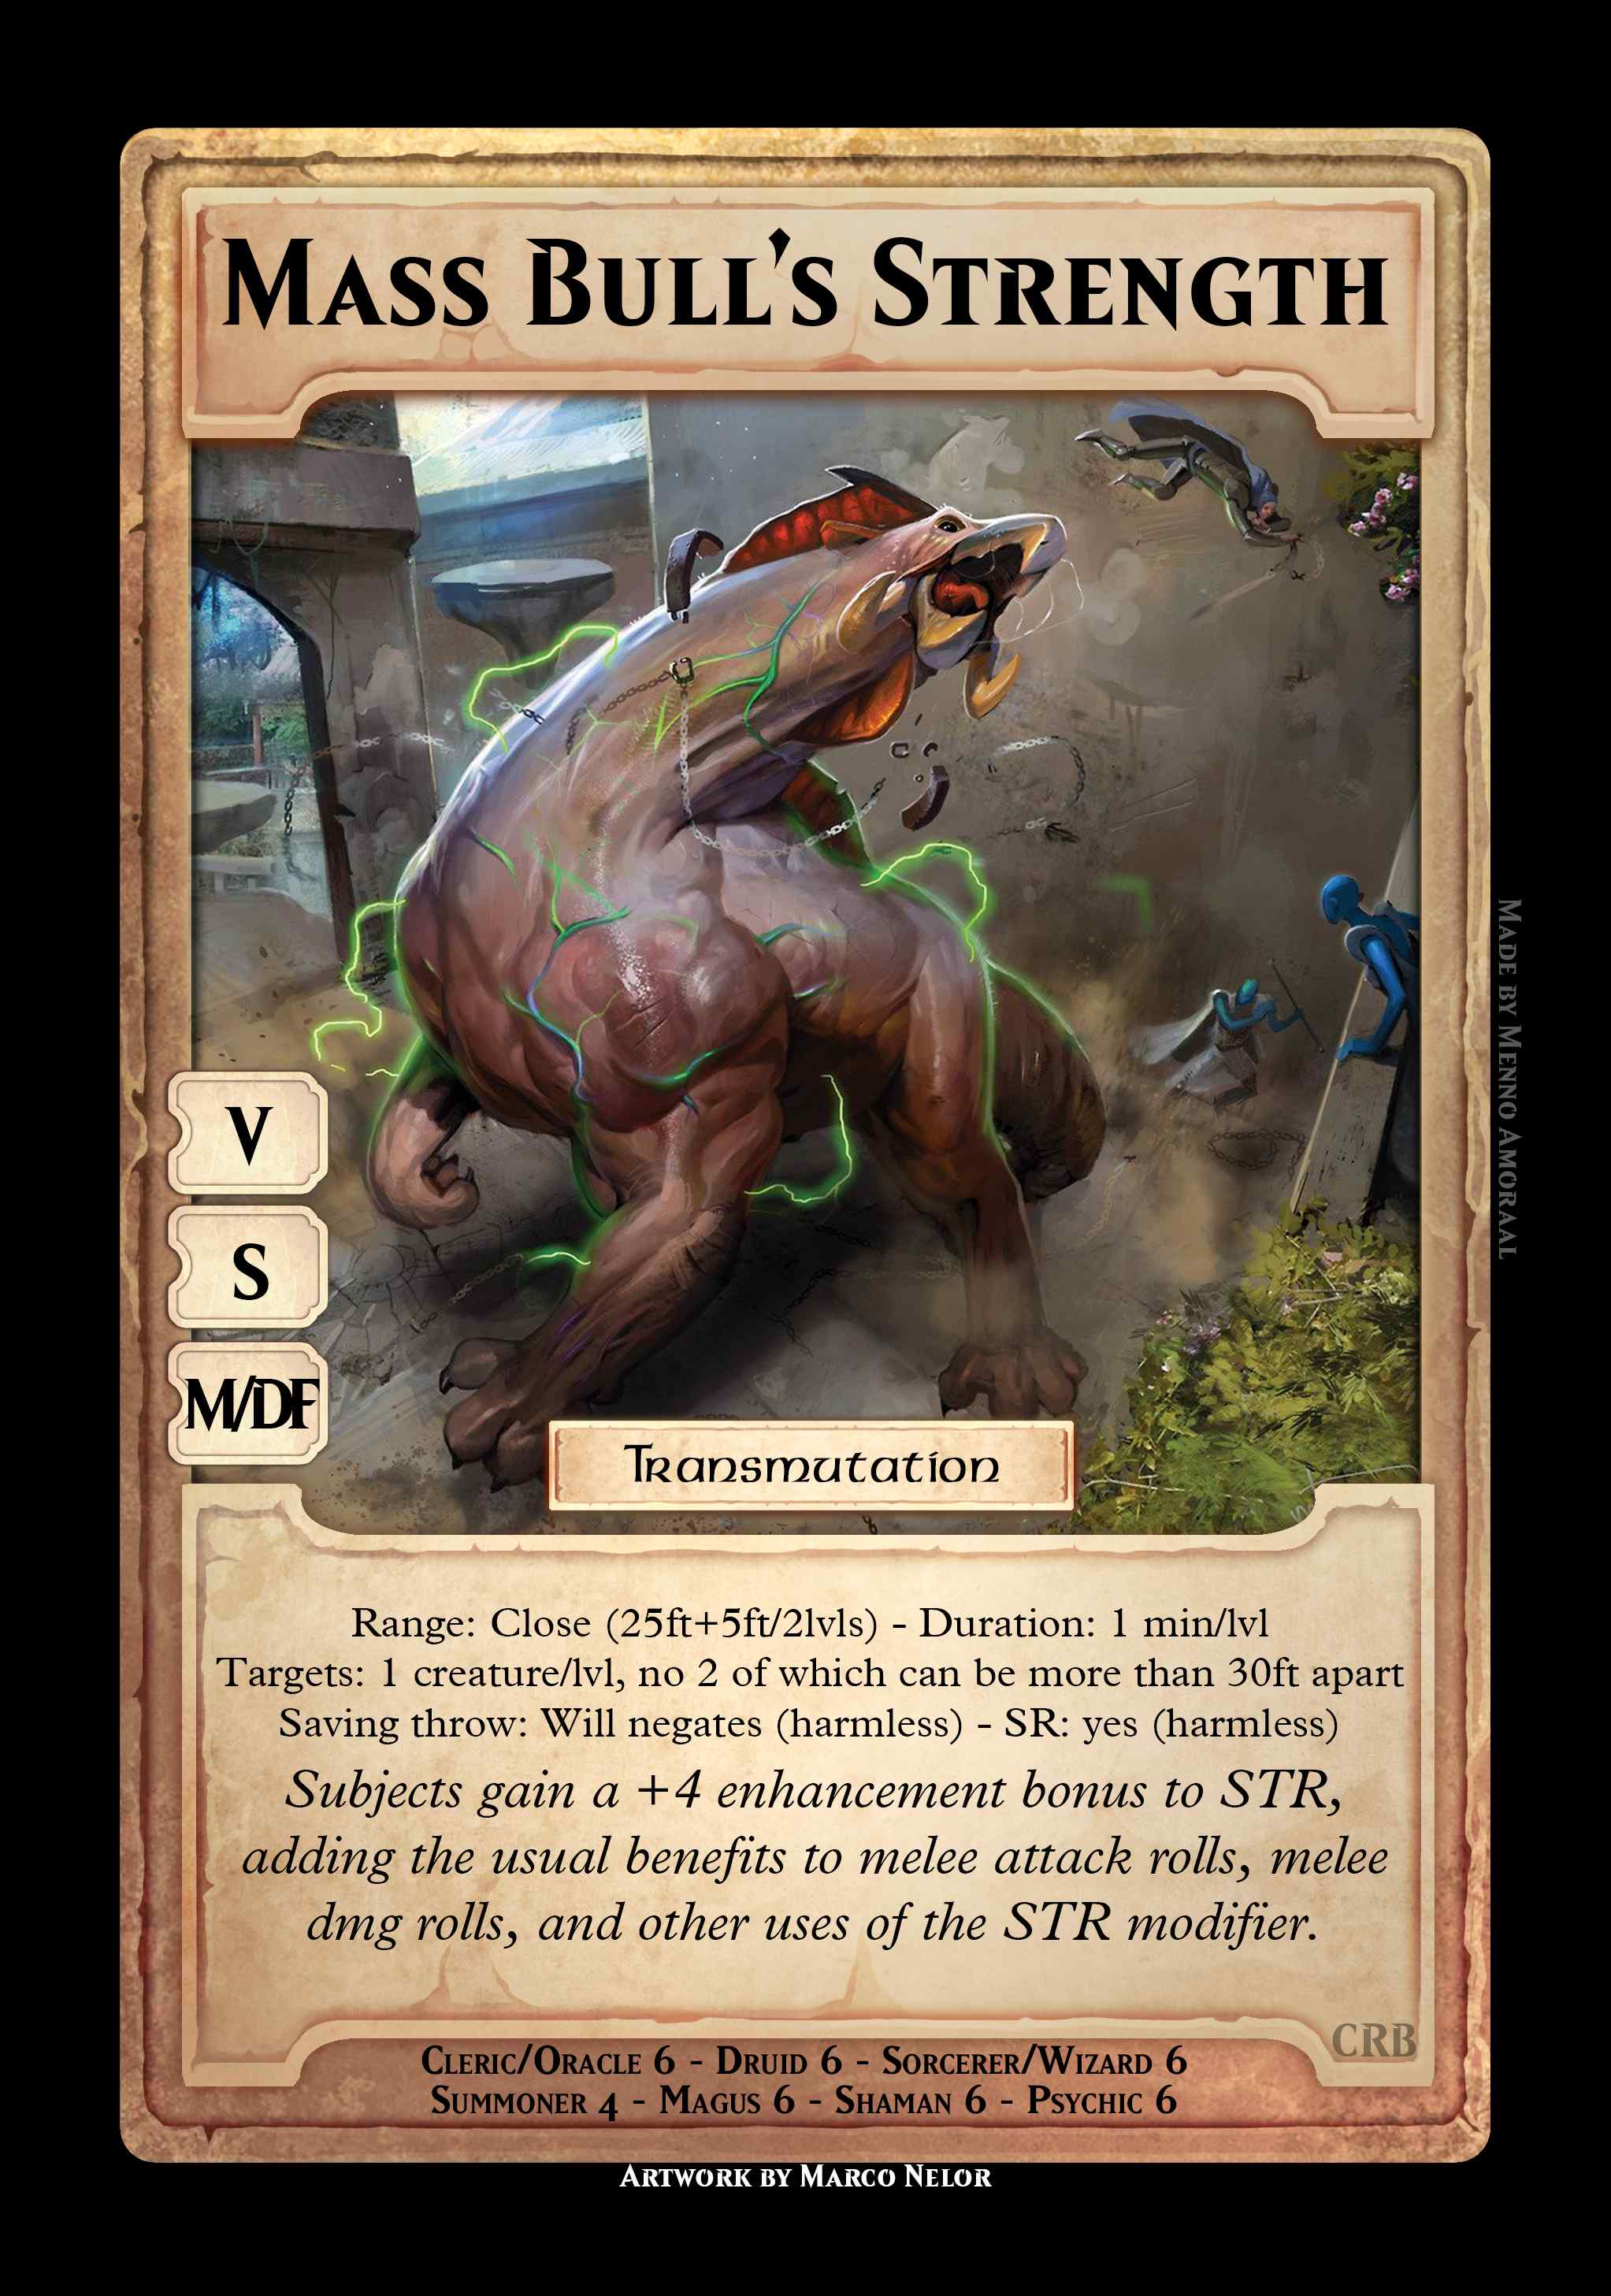 Mass Bull's Strength
V
S
M/DF
Transmutation
Range: Close (25ft+5ft/2lvls) - Duration: 1 min/lvl
Targets: 1 creature/lvl, no 2 of which can be more than 30ft apart
Saving throw: Will negates (harmless) - SR: yes (harmless)
Subjects gain a +4 enhancement bonus to STR,
adding the usual benefits to melee attack rolls, melee
dmg rolls, and other uses of the STR modifier.
CRB
Cleric/Oracle 6 - Druid 6 - Sorcerer/Wizard 6
Summoner 4 - Magus 6 - Shaman 6 - Psychic 6
Artwork by Marco Nelor
Made by Menno Amoraal